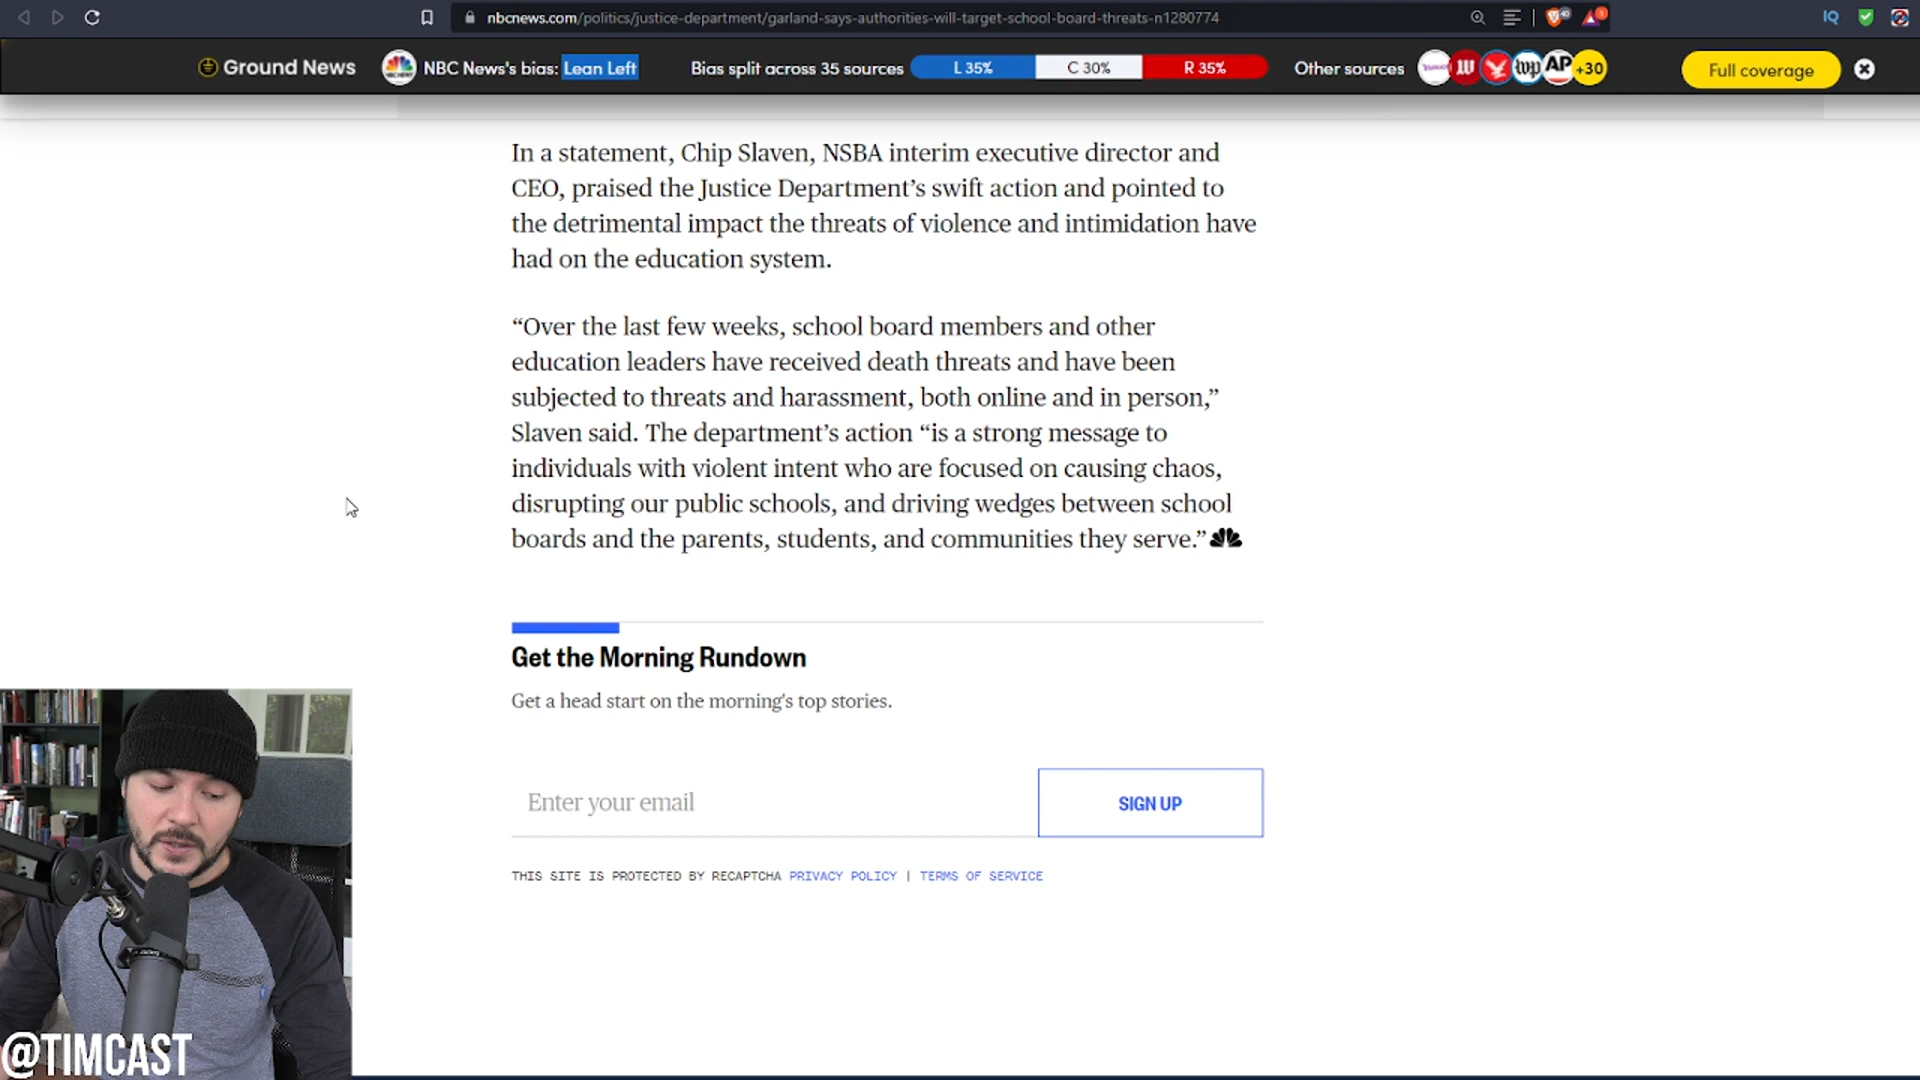 nbcnews.com/politics/justice-department/garland-says-authorities-will-target-school-board-threats-n1280774
Ground News NBC News's bias: Lean Left Bias split across 35 sources L 35% C 30% R 35% Other sources AP +30 Full coverage
In a statement, Chip Slaven, NSBA interim executive director and
CEO, praised the Justice Department’s swift action and pointed to
the detrimental impact the threats of violence and intimidation have
had on the education system.
“Over the last few weeks, school board members and other
education leaders have received death threats and have been
subjected to threats and harassment, both online and in person,”
Slaven said. The department’s action “is a strong message to
individuals with violent intent who are focused on causing chaos,
disrupting our public schools, and driving wedges between school
boards and the parents, students, and communities they serve.”
Get the Morning Rundown
Get a head start on the morning's top stories.
Enter your email
SIGN UP
THIS SITE IS PROTECTED BY RECAPTCHA PRIVACY POLICY | TERMS OF SERVICE
@TIMCAST